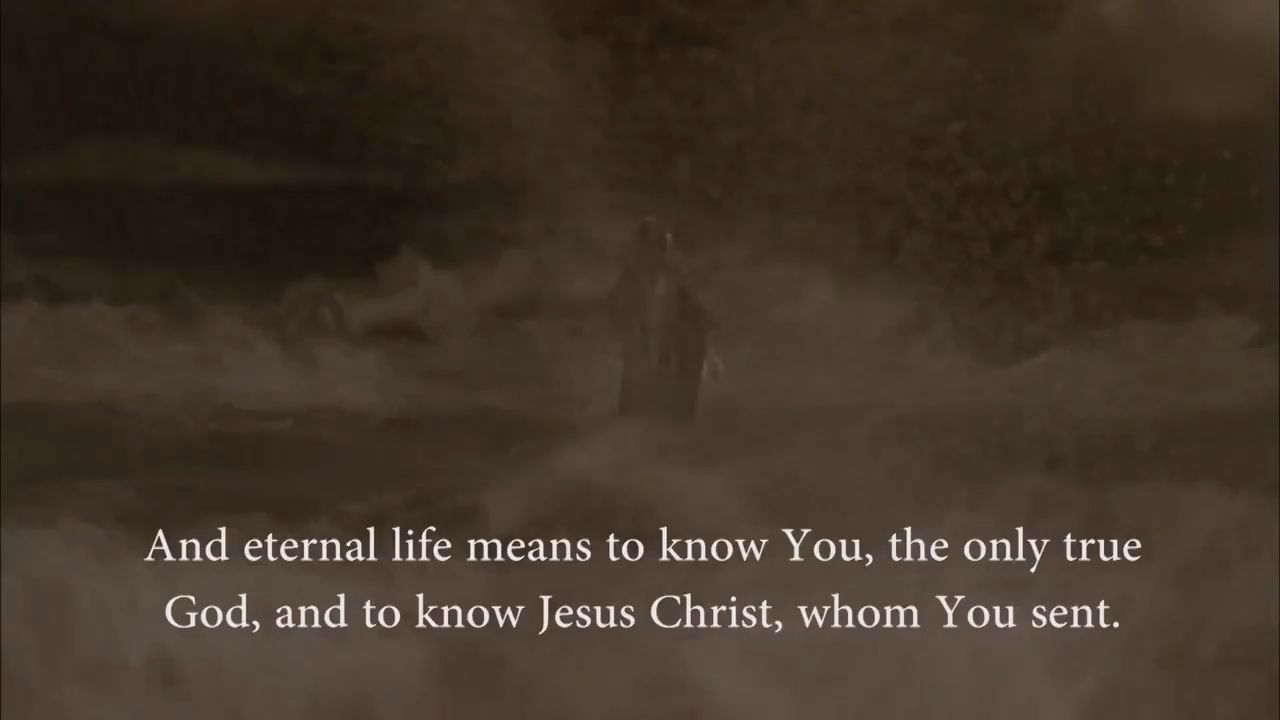 And eternal life means to know You, the only true
God, and to know Jesus Christ, whom You sent.